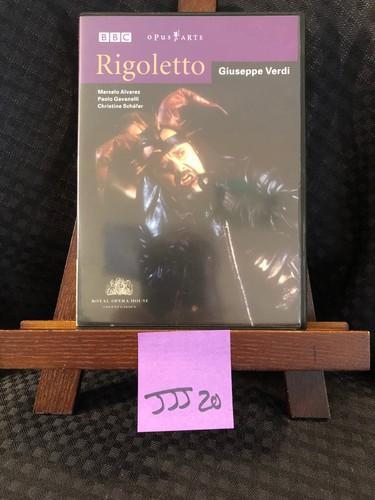 BBC OPUS ARTE
Rigoletto
Giuseppe Verdi
Marcelo Alvarez
Paolo Gavanelli
Christine Schäfer
ROYAL OPERA HOUSE
JJJ 20